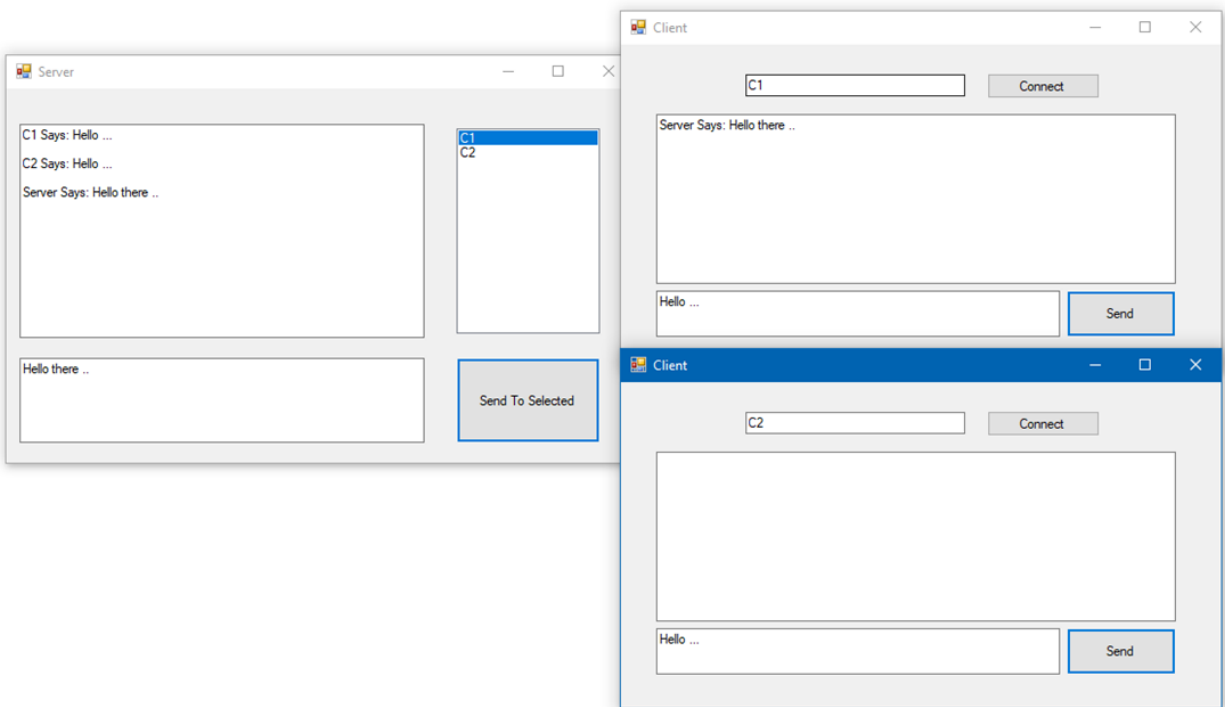 Server
C1 Says: Hello ...
C2 Says: Hello ...
Server Says: Hello there ..
C1
C2
Hello there ..
Send To Selected
Client
C1
Connect
Server Says: Hello there ..
Hello ...
Send
Client
C2
Connect
Hello ...
Send